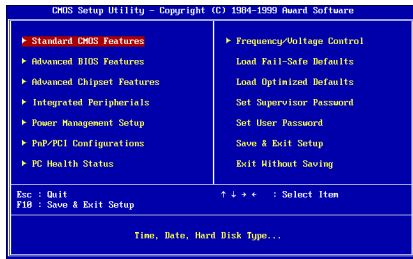 CMOS Setup Utility - Copyright (C) 1984-1999 Award Software
▶ Standard CMOS Features
▶ Advanced BIOS Features
▶ Advanced Chipset Features
▶ Integrated Peripherials
▶ Power Management Setup
▶ PnP/PCI Configurations
▶ PC Health Status
▶ Frequency/Voltage Control
Load Fail-Safe Defaults
Load Optimized Defaults
Set Supervisor Password
Set User Password
Save & Exit Setup
Exit Without Saving
Esc : Quit
F10 : Save & Exit Setup
↑ ↓ → ← : Select Item
Time, Date, Hard Disk Type...